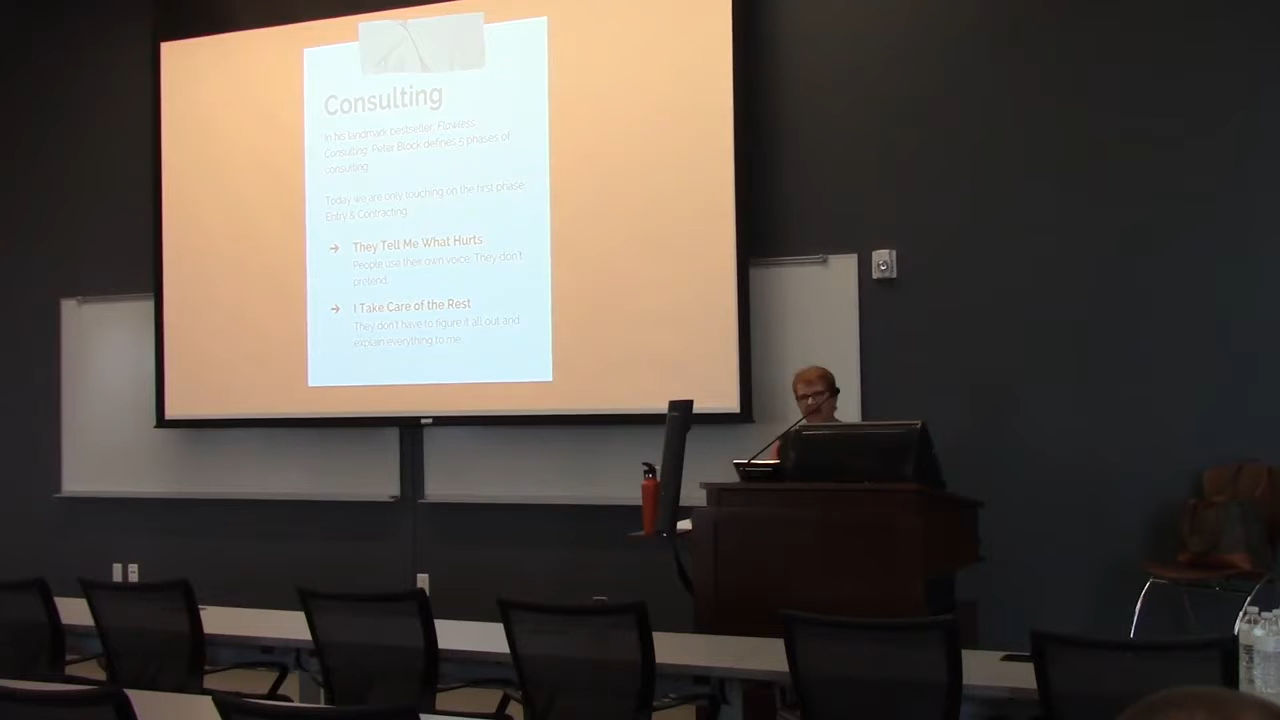 Consulting
In his landmark bestseller, Flawless
Consulting, Peter Block defines 5 phases of
consulting.
Today we are only touching on the first phase:
Entry & Contracting.
→ They Tell Me What Hurts
People use their own voice. They don't
pretend.
→ I Take Care of the Rest
They don't have to figure it all out and
explain everything to me.